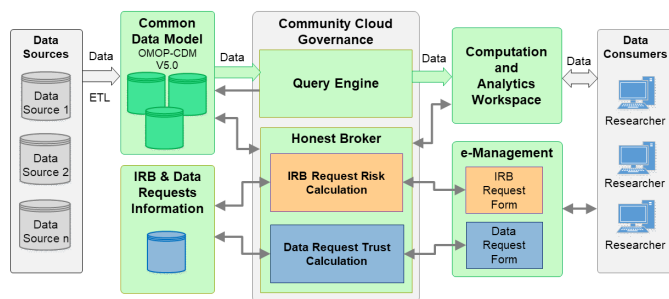 Data
Sources
Data
Source 1
Data
Source 2
Data
Source n
Data
ETL
Common
Data Model
OMOP-CDM
V5.0
Data
IRB & Data
Requests
Information
Community Cloud
Governance
Query Engine
Honest Broker
IRB Request Risk
Calculation
Data Request Trust
Calculation
Data
Computation
and
Analytics
Workspace
e-Management
IRB
Request
Form
Data
Request
Form
Data
Data
Consumers
Researcher
Researcher
Researcher